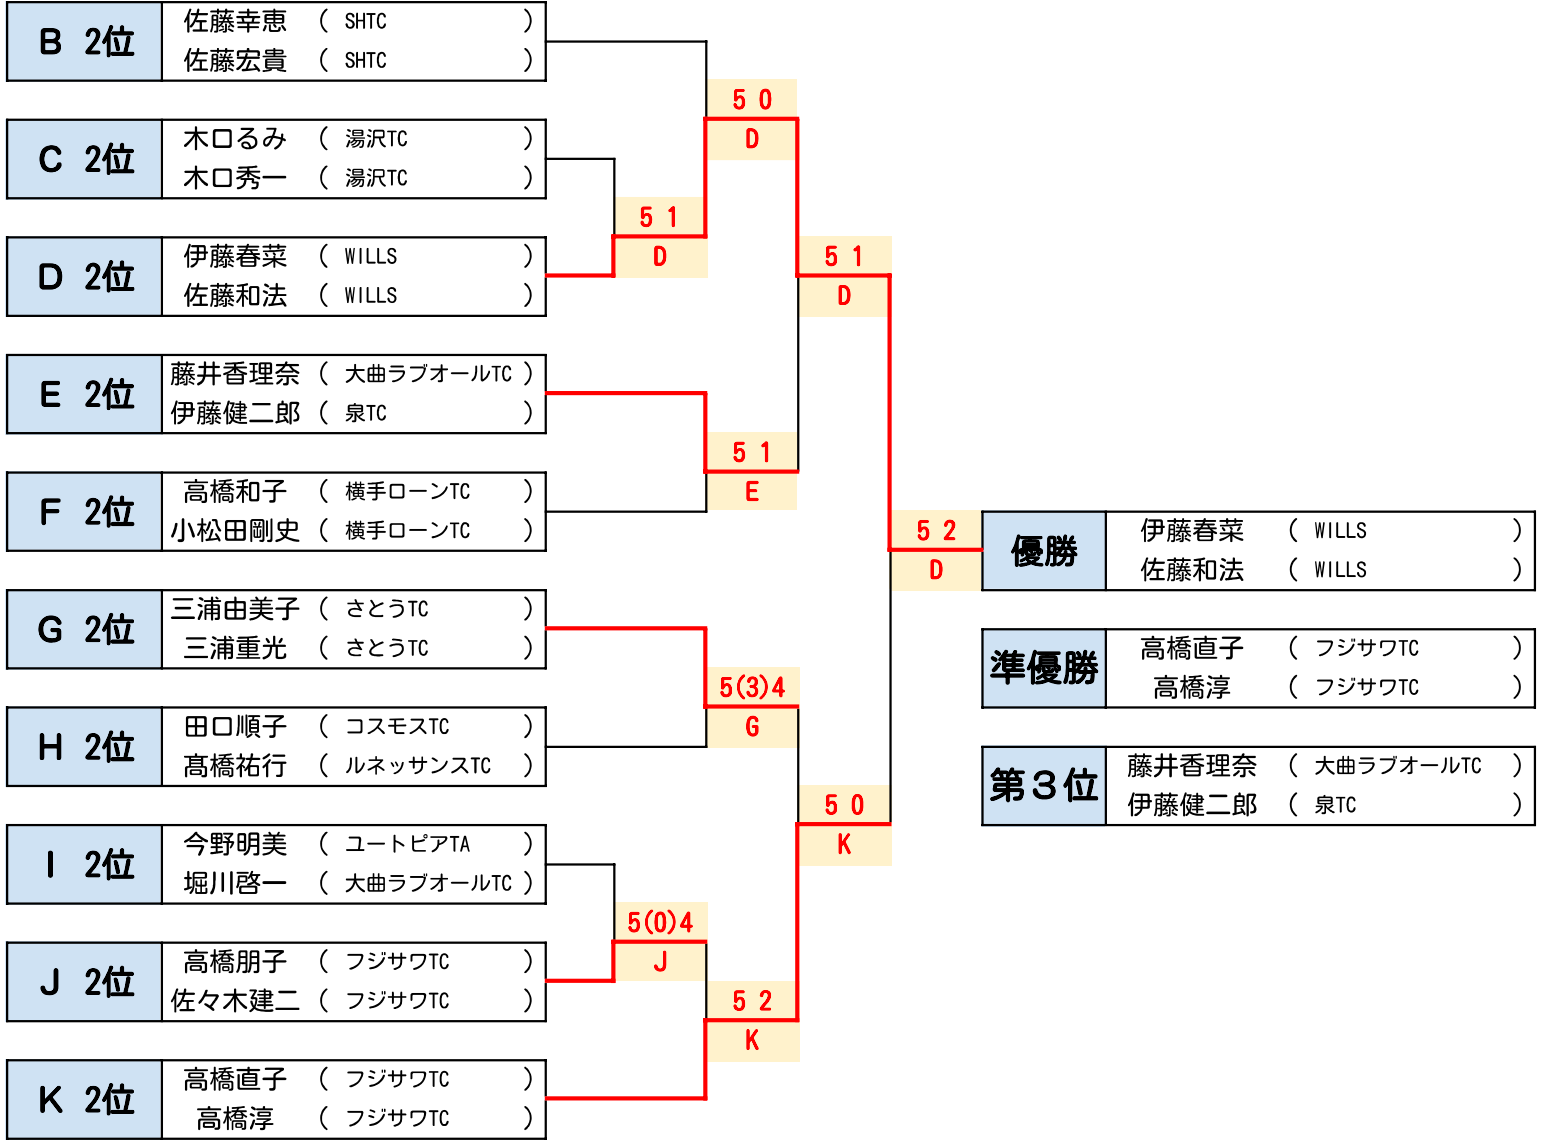 B 2位 佐藤幸恵 ( SHTC )
佐藤宏貴 ( SHTC )
5 0
D
C 2位 木口るみ ( 湯沢TC )
木口秀一 ( 湯沢TC )
5 1
D
D 2位 伊藤春菜 ( WILLS )
佐藤和法 ( WILLS )
5 1
D
E 2位 藤井香理奈 ( 大曲ラブオールTC )
伊藤健二郎 ( 泉TC )
5 1
E
F 2位 高橋和子 ( 横手ローンTC )
小松田剛史 ( 横手ローンTC )
5 2
D
優勝 伊藤春菜 ( WILLS )
佐藤和法 ( WILLS )
G 2位 三浦由美子 ( さとうTC )
三浦重光 ( さとうTC )
準優勝 高橋直子 ( フジサワTC )
高橋淳 ( フジサワTC )
5(3)4
G
H 2位 田口順子 ( コスモスTC )
髙橋祐行 ( ルネッサンスTC )
第３位 藤井香理奈 ( 大曲ラブオールTC )
伊藤健二郎 ( 泉TC )
5 0
K
I 2位 今野明美 ( ユートピアTA )
堀川啓一 ( 大曲ラブオールTC )
5(0)4
J
J 2位 高橋朋子 ( フジサワTC )
佐々木建二 ( フジサワTC )
5 2
K
K 2位 高橋直子 ( フジサワTC )
高橋淳 ( フジサワTC )